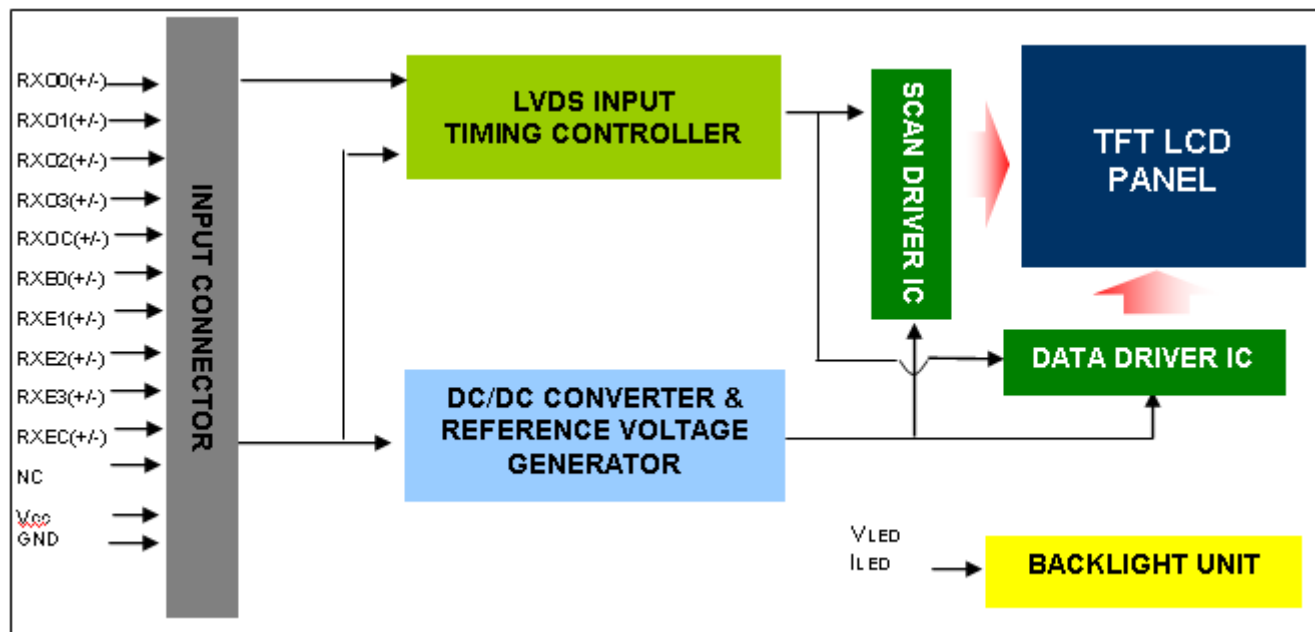 RXO0(+/-)
RXO1(+/-)
RXO2(+/-)
RXO3(+/-)
RXOC(+/-)
RXE0(+/-)
RXE1(+/-)
RXE2(+/-)
RXE3(+/-)
RXEC(+/-)
NC
Vcc
GND
INPUT CONNECTOR
LVDS INPUT
TIMING CONTROLLER
DC/DC CONVERTER &
REFERENCE VOLTAGE
GENERATOR
SCAN DRIVER IC
TFT LCD
PANEL
DATA DRIVER IC
VLED
ILED
BACKLIGHT UNIT